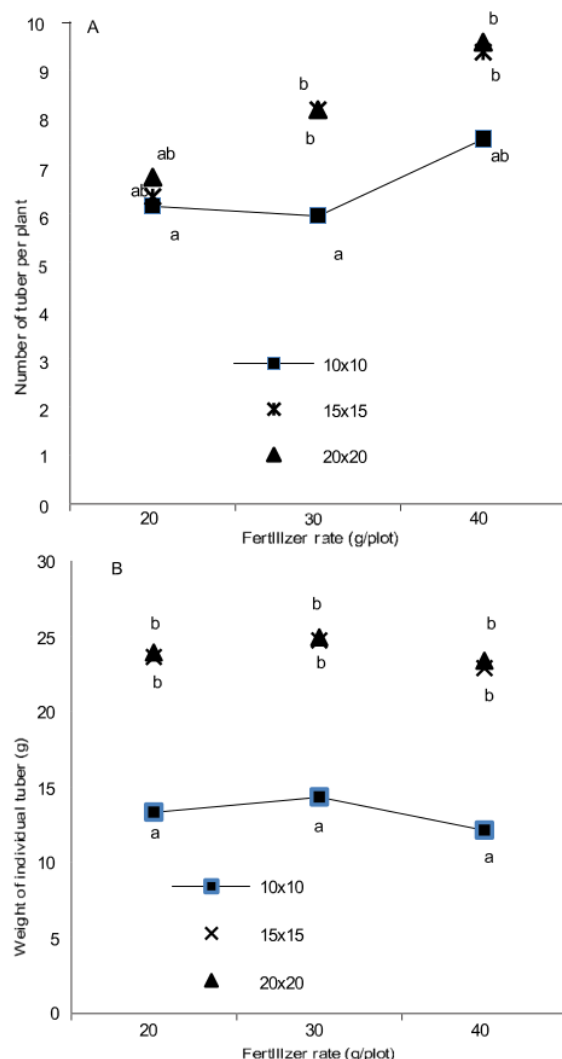 A
10
9
8
7
6
5
4
3
2
1
0
Number of tuber per plant
b
b
ab
b
b
ab
ab
a
a
10x10
15x15
20x20
20
30
40
FertIlIzer rate (g/plot)
B
30
25
20
15
10
5
0
Weight of individual tuber (g)
b
b
b
b
b
b
a
a
a
10x10
15x15
20x20
20
30
40
FertIlIzer rate (g/plot)